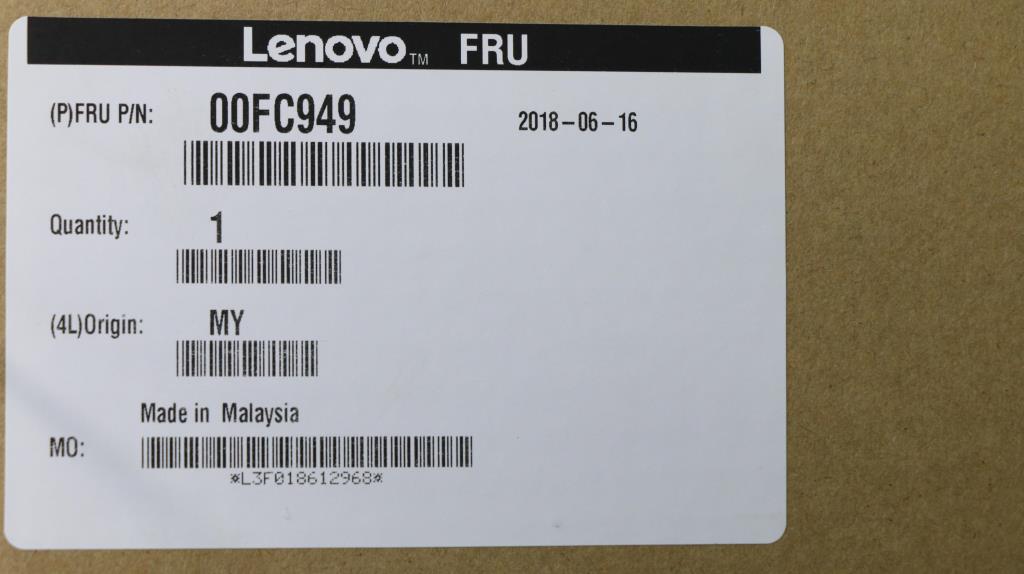 Lenovo™ FRU
(P)FRU P/N: 00FC949 2018-06-16
Quantity: 1
(4L)Origin: MY
Made in Malaysia
MO:
*L3F018612968*